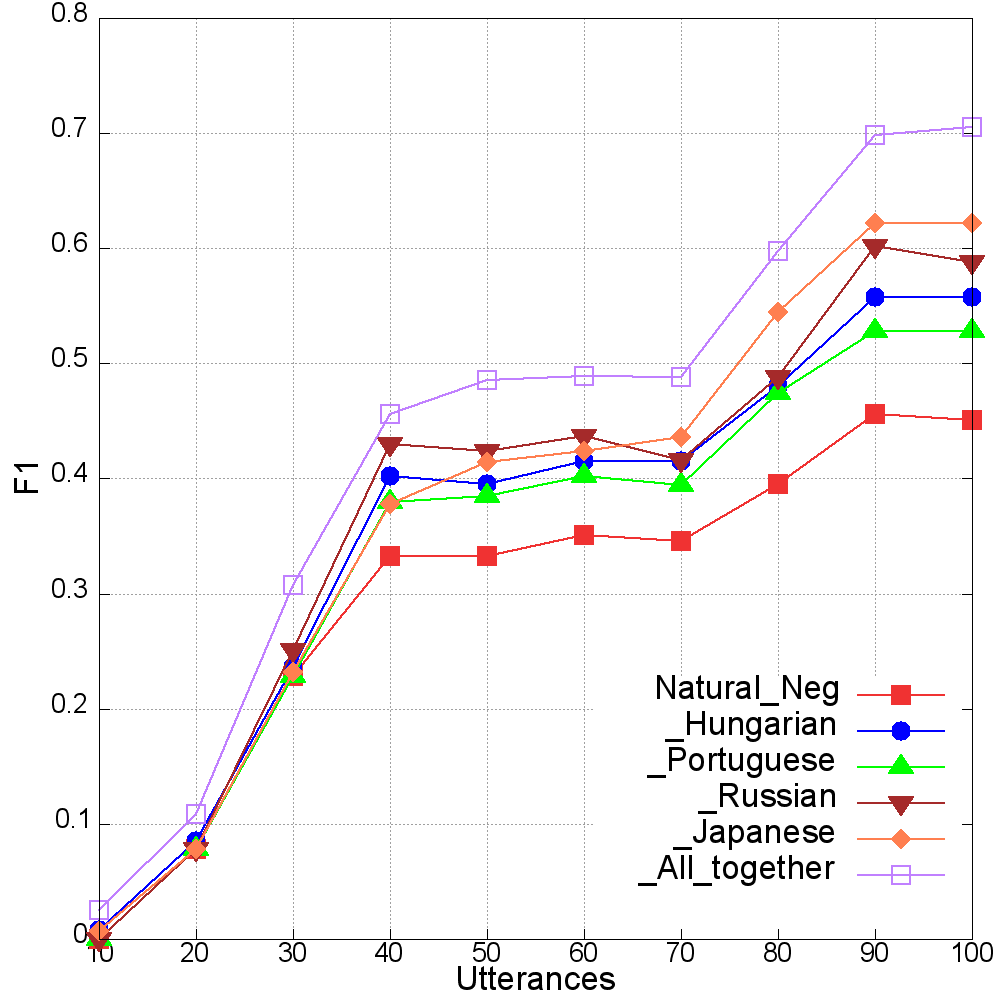 0.8
0.7
0.6
0.5
0.4
0.3
0.2
0.1
0
F1
Natural_Neg
_Hungarian
_Portuguese
_Russian
_Japanese
_All_together
10 20 30 40 50 60 70 80 90 100
Utterances